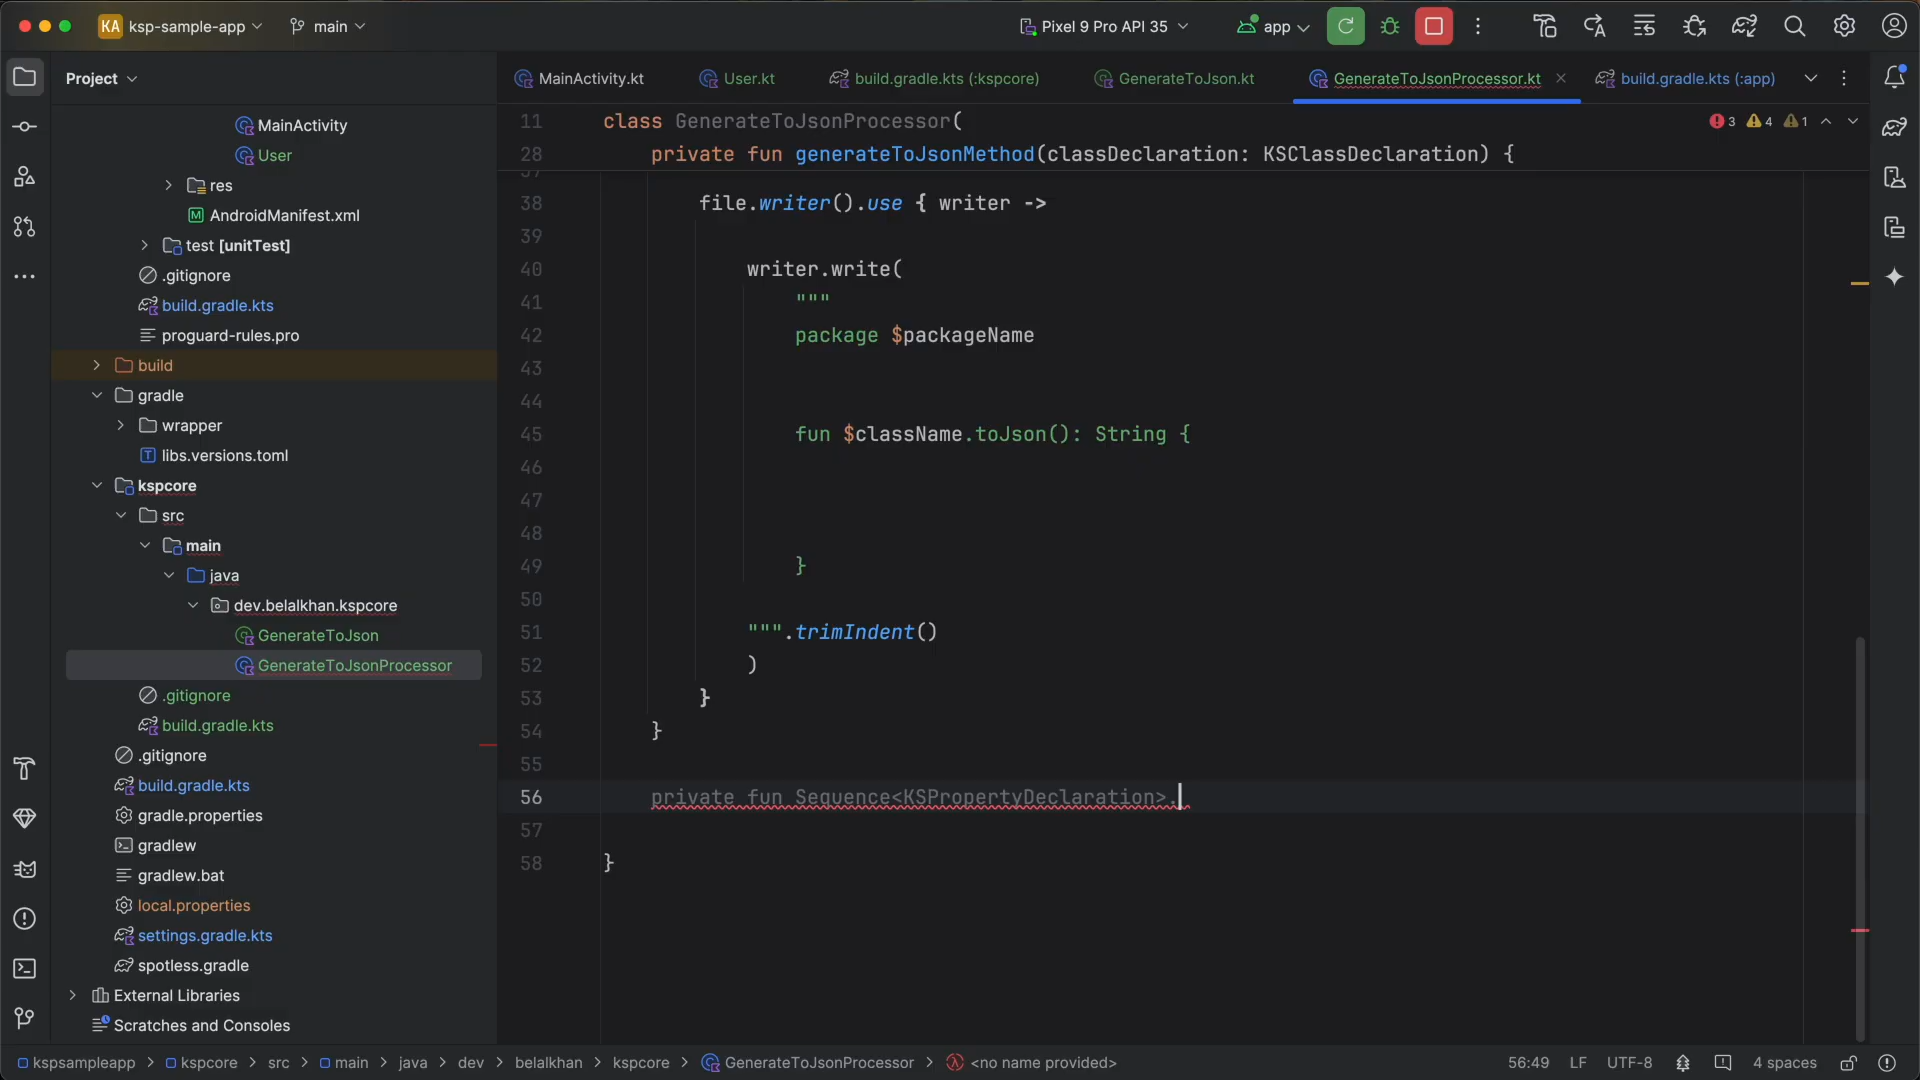 KA ksp-sample-app main Pixel 9 Pro API 35 app
Project
MainActivity
User
res
AndroidManifest.xml
test [unitTest]
.gitignore
build.gradle.kts
proguard-rules.pro
build
gradle
wrapper
libs.versions.toml
kspcore
src
main
java
dev.belalkhan.kspcore
GenerateToJson
GenerateToJsonProcessor
.gitignore
build.gradle.kts
.gitignore
build.gradle.kts
gradle.properties
gradlew
gradlew.bat
local.properties
settings.gradle.kts
spotless.gradle
External Libraries
Scratches and Consoles
MainActivity.kt User.kt build.gradle.kts (:kspcore) GenerateToJson.kt GenerateToJsonProcessor.kt build.gradle.kts (:app)
3 4 1
11 class GenerateToJsonProcessor(
28 private fun generateToJsonMethod(classDeclaration: KSClassDeclaration) {
37
38 file.writer().use { writer ->
39
40 writer.write(
41 """
42 package $packageName
43
44
45 fun $className.toJson(): String {
46
47
48
49 }
50
51 """.trimIndent()
52 )
53 }
54 }
55
56 private fun Sequence<KSPropertyDeclaration>.
57
58 }
kspsampleapp > kspcore > src > main > java > dev > belalkhan > kspcore > GenerateToJsonProcessor > <no name provided>
56:49 LF UTF-8 4 spaces